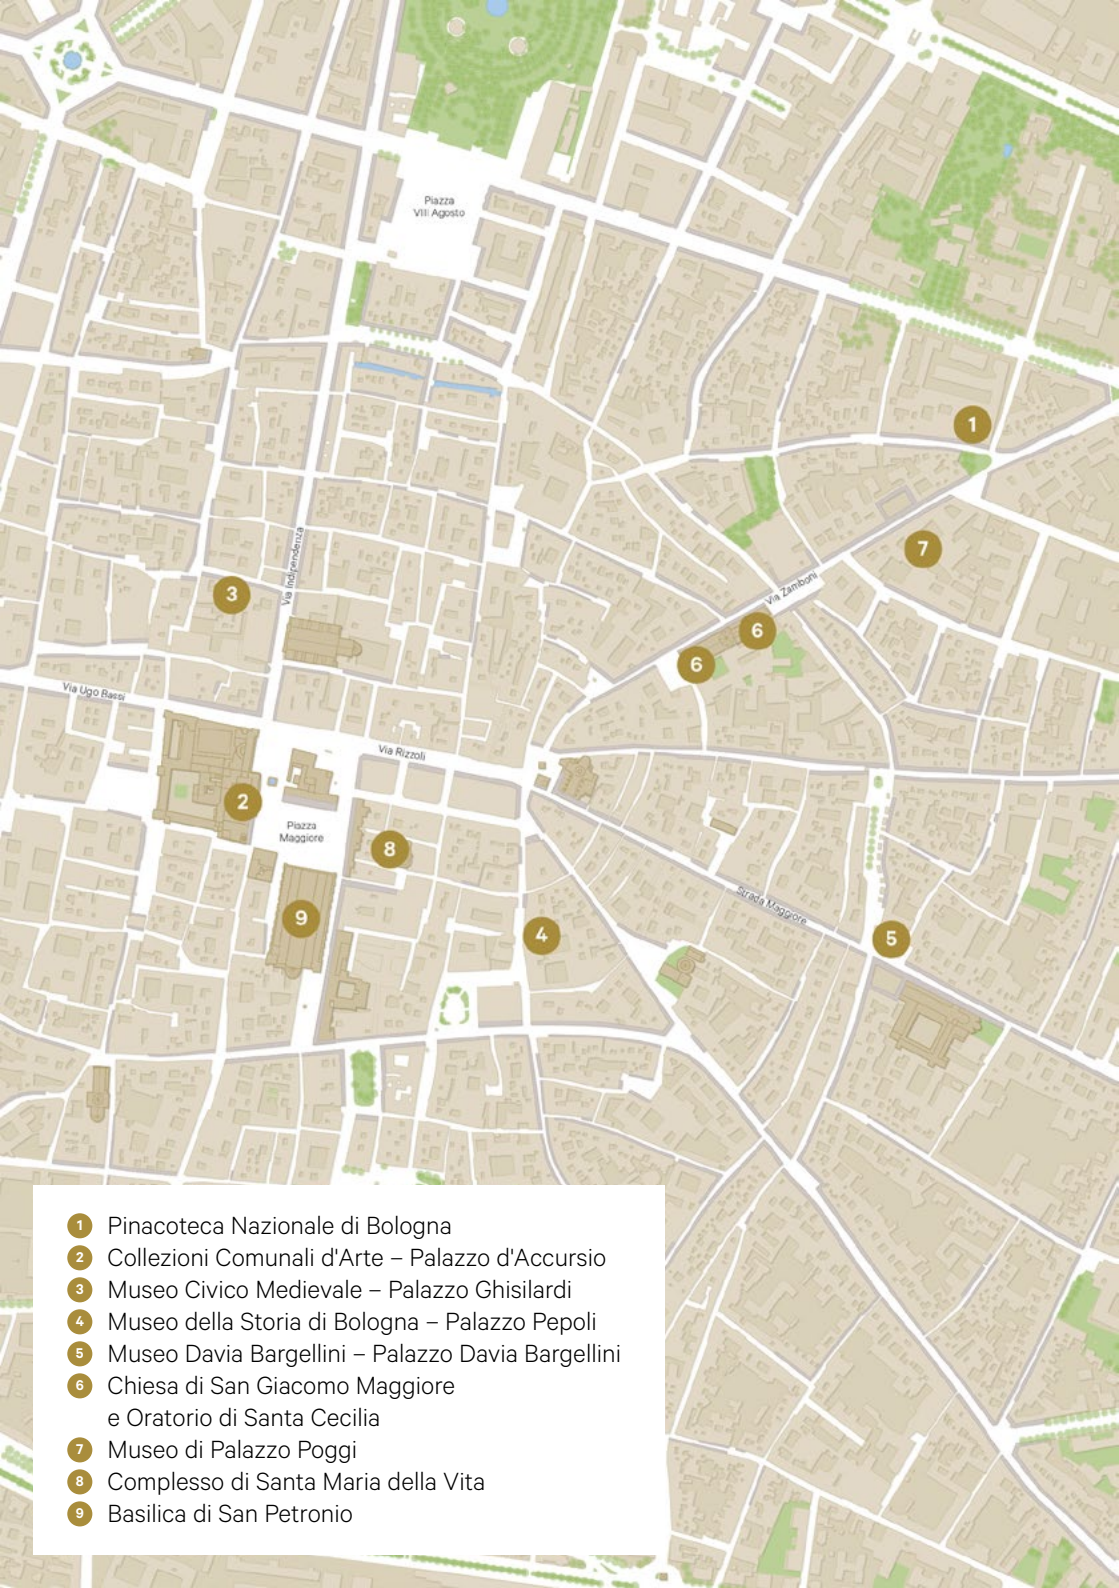 Piazza
VIII Agosto
1
7
Via Indipendenza
3
Via Zamboni
6
6
Via Ugo Bassi
Via Rizzoli
2
Piazza
Maggiore
8
Strada Maggiore
9
4
5
1 Pinacoteca Nazionale di Bologna
2 Collezioni Comunali d'Arte – Palazzo d'Accursio
3 Museo Civico Medievale – Palazzo Ghisilardi
4 Museo della Storia di Bologna – Palazzo Pepoli
5 Museo Davia Bargellini – Palazzo Davia Bargellini
6 Chiesa di San Giacomo Maggiore
e Oratorio di Santa Cecilia
7 Museo di Palazzo Poggi
8 Complesso di Santa Maria della Vita
9 Basilica di San Petronio